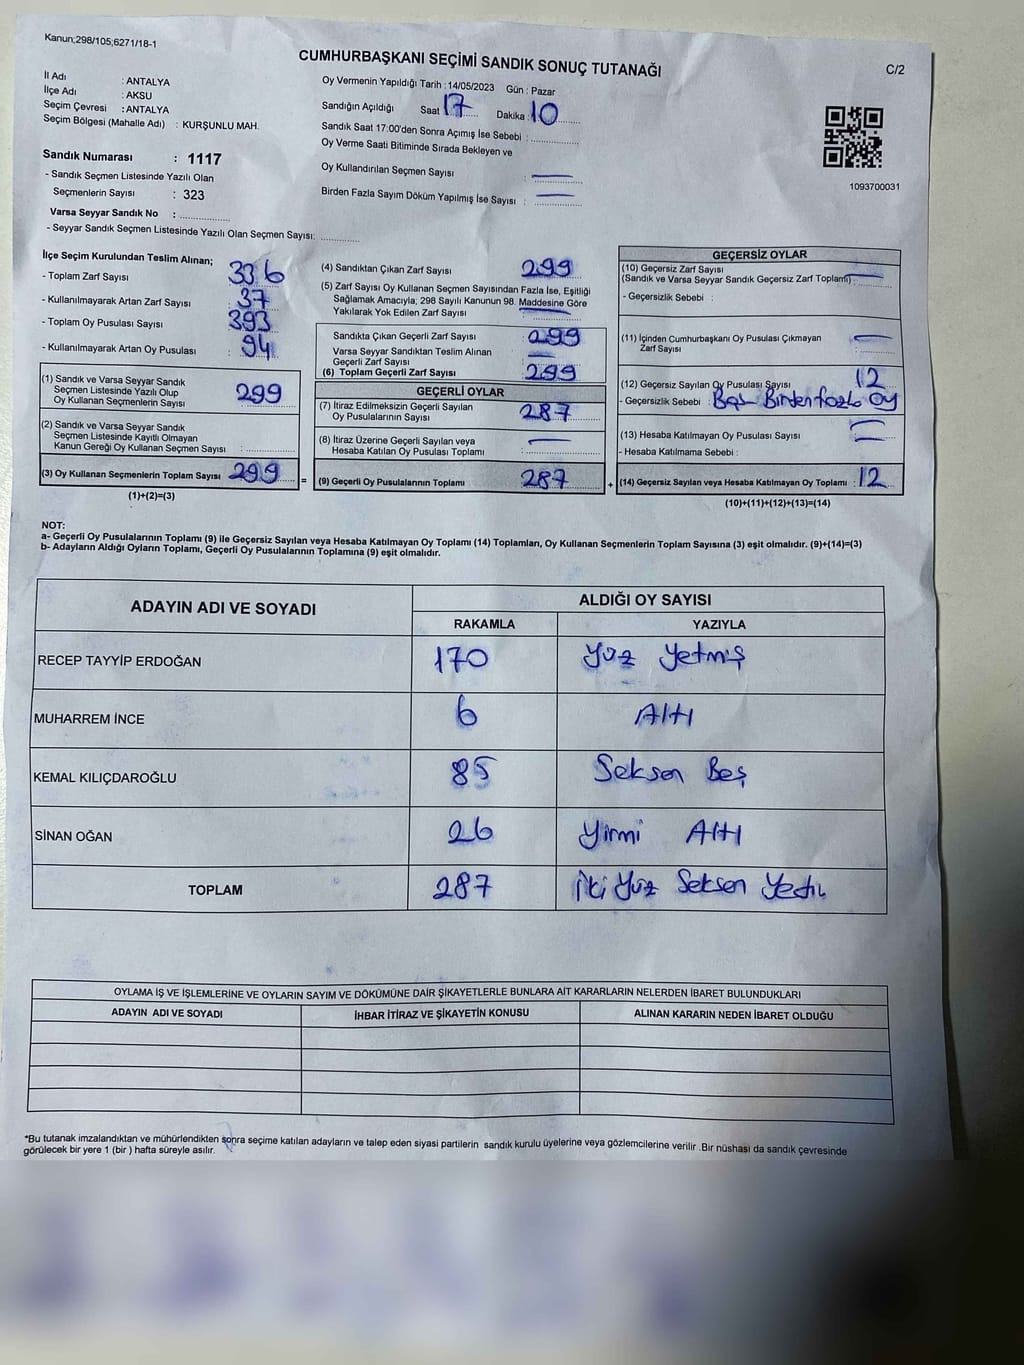 Kanun;298/105;6271/18-1
CUMHURBAŞKANI SEÇİMİ SANDIK SONUÇ TUTANAĞI
C/2
İl Adı : ANTALYA
İlçe Adı : AKSU
Seçim Çevresi : ANTALYA
Seçim Bölgesi (Mahalle Adı) : KURŞUNLU MAH.
Sandık Numarası : 1117
- Sandık Seçmen Listesinde Yazılı Olan
Seçmenlerin Sayısı : 323
Varsa Seyyar Sandık No :
- Seyyar Sandık Seçmen Listesinde Yazılı Olan Seçmen Sayısı:
Oy Vermenin Yapıldığı Tarih : 14/05/2023 Gün : Pazar
Sandığın Açıldığı Saat 17 Dakika : 10
Sandık Saat 17:00'den Sonra Açımış İse Sebebi :
Oy Verme Saati Bitiminde Sırada Bekleyen ve
Oy Kullandırılan Seçmen Sayısı : —
Birden Fazla Sayım Döküm Yapılmış İse Sayısı : —
1093700031
İlçe Seçim Kurulundan Teslim Alınan;
- Toplam Zarf Sayısı : 336
- Kullanılmayarak Artan Zarf Sayısı : 37
- Toplam Oy Pusulası Sayısı : 393
- Kullanılmayarak Artan Oy Pusulası : 94
(1) Sandık ve Varsa Seyyar Sandık
Seçmen Listesinde Yazılı Olup
Oy Kullanan Seçmenlerin Sayısı : 299
(2) Sandık ve Varsa Seyyar Sandık
Seçmen Listesinde Kayıtlı Olmayan
Kanun Gereği Oy Kullanan Seçmen Sayısı :
(3) Oy Kullanan Seçmenlerin Toplam Sayısı 299
(1)+(2)=(3)
=
(4) Sandıktan Çıkan Zarf Sayısı : 299
(5) Zarf Sayısı Oy Kullanan Seçmen Sayısından Fazla İse, Eşitliği
Sağlamak Amacıyla; 298 Sayılı Kanunun 98. Maddesine Göre
Yakılarak Yok Edilen Zarf Sayısı : —
Sandıkta Çıkan Geçerli Zarf Sayısı : 299
Varsa Seyyar Sandıktan Teslim Alınan
Geçerli Zarf Sayısı : —
(6) Toplam Geçerli Zarf Sayısı : 299
GEÇERLİ OYLAR
(7) İtiraz Edilmeksizin Geçerli Sayılan
Oy Pusulalarının Sayısı : 287
(8) İtiraz Üzerine Geçerli Sayılan veya
Hesaba Katılan Oy Pusulası Toplamı : —
(9) Geçerli Oy Pusulalarının Toplamı : 287
+
GEÇERSİZ OYLAR
(10) Geçersiz Zarf Sayısı
(Sandık ve Varsa Seyyar Sandık Geçersiz Zarf Toplamı) : —
- Geçersizlik Sebebi :
(11) İçinden Cumhurbaşkanı Oy Pusulası Çıkmayan
Zarf Sayısı : —
(12) Geçersiz Sayılan Oy Pusulası Sayısı : 12
- Geçersizlik Sebebi : Birden fazla oy
(13) Hesaba Katılmayan Oy Pusulası Sayısı : —
- Hesaba Katılmama Sebebi :
(14) Geçersiz Sayılan veya Hesaba Katılmayan Oy Toplamı : 12
(10)+(11)+(12)+(13)=(14)
NOT:
a- Geçerli Oy Pusulalarının Toplamı (9) ile Geçersiz Sayılan veya Hesaba Katılmayan Oy Toplamı (14) Toplamları, Oy Kullanan Seçmenlerin Toplam Sayısına (3) eşit olmalıdır. (9)+(14)=(3)
b- Adayların Aldığı Oyların Toplamı, Geçerli Oy Pusulalarının Toplamına (9) eşit olmalıdır.
ADAYIN ADI VE SOYADI
ALDIĞI OY SAYISI
RAKAMLA YAZIYLA
RECEP TAYYİP ERDOĞAN 170 Yüz Yetmiş
MUHARREM İNCE 6 Altı
KEMAL KILIÇDAROĞLU 85 Seksen Beş
SİNAN OĞAN 26 Yirmi Altı
TOPLAM 287 İki Yüz Seksen Yedi
OYLAMA İŞ VE İŞLEMLERİNE VE OYLARIN SAYIM VE DÖKÜMÜNE DAİR ŞİKAYETLERLE BUNLARA AİT KARARLARIN NELERDEN İBARET BULUNDUKLARI
ADAYIN ADI VE SOYADI İHBAR İTİRAZ VE ŞİKAYETİN KONUSU ALINAN KARARIN NEDEN İBARET OLDUĞU
*Bu tutanak imzalandıktan ve mühürlendikten sonra seçime katılan adayların ve talep eden siyasi partilerin sandık kurulu üyelerine veya gözlemcilerine verilir .Bir nüshası da sandık çevresinde
görülecek bir yere 1 (bir ) hafta süreyle asılır.